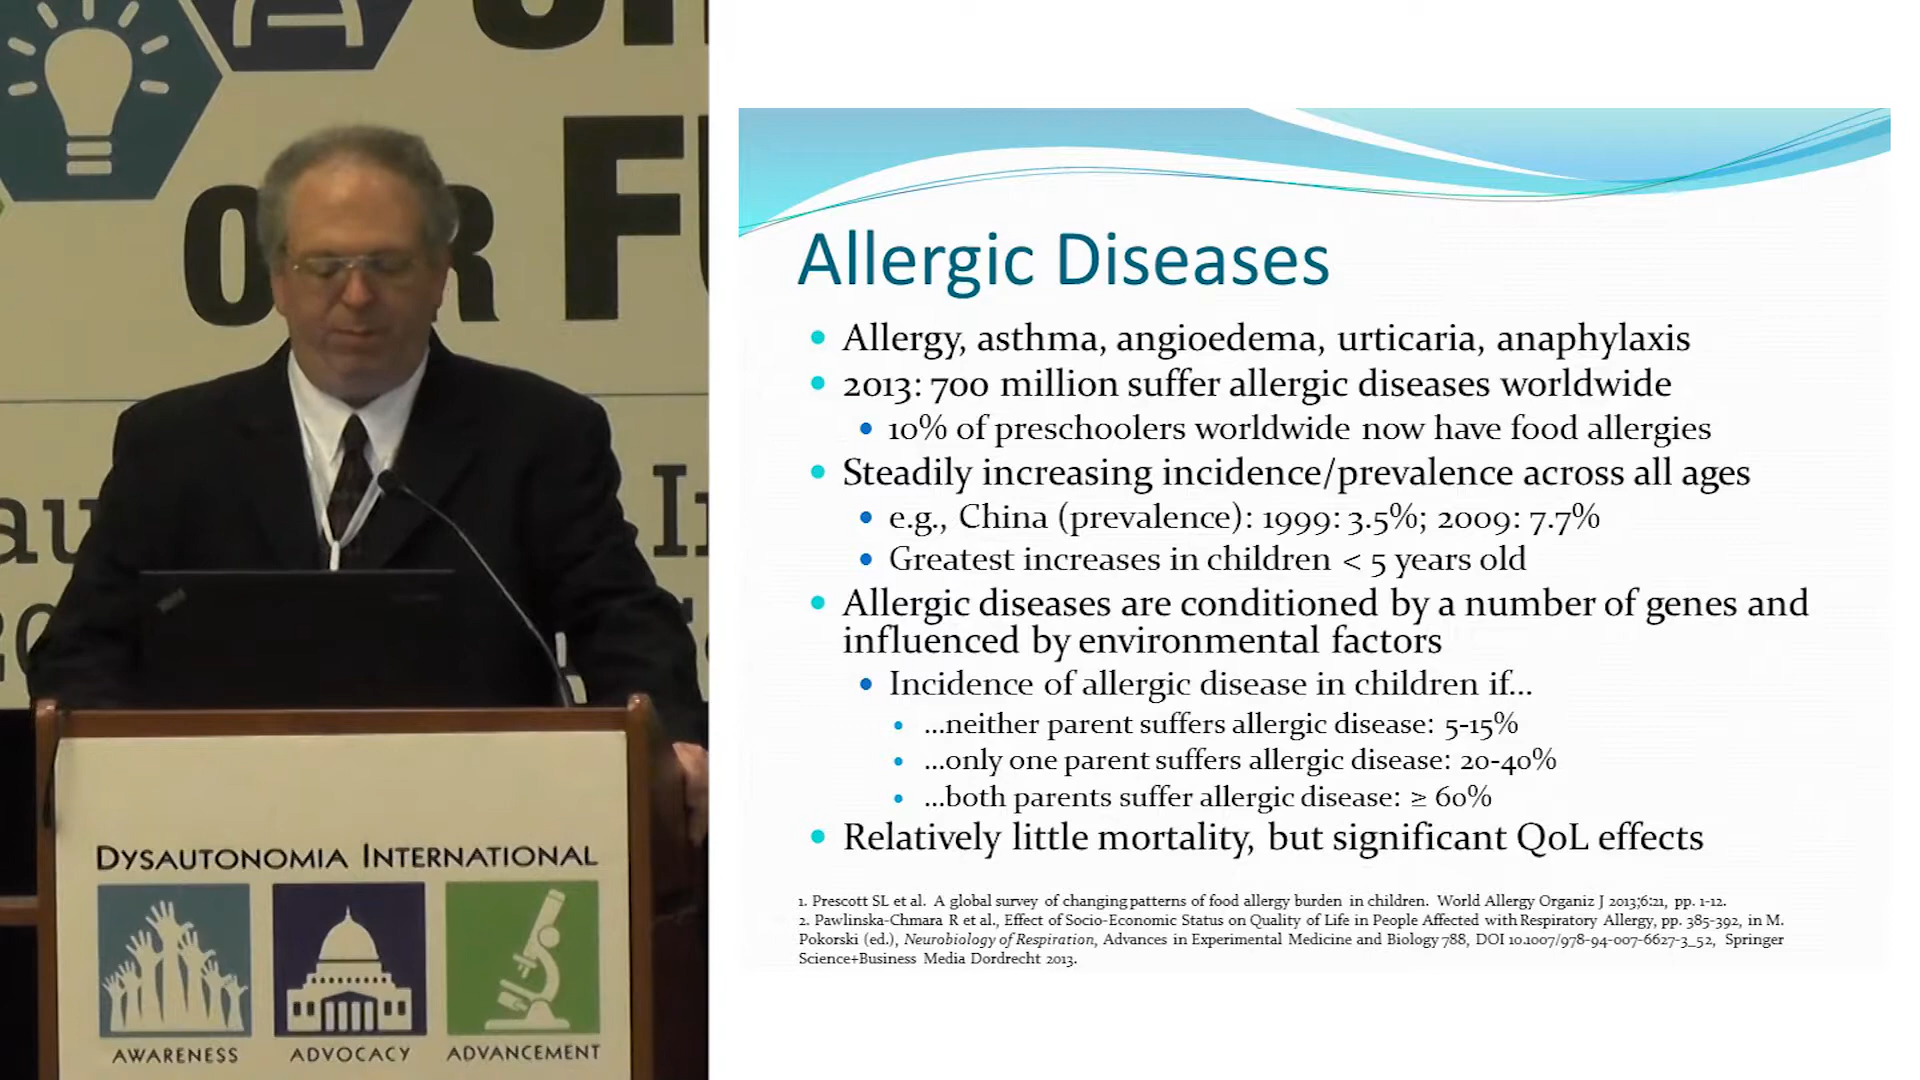 OUR
Allergic Diseases
Allergy, asthma, angioedema, urticaria, anaphylaxis
2013: 700 million suffer allergic diseases worldwide
10% of preschoolers worldwide now have food allergies
Steadily increasing incidence/prevalence across all ages
e.g., China (prevalence): 1999: 3.5%; 2009: 7.7%
Greatest increases in children < 5 years old
Allergic diseases are conditioned by a number of genes and
influenced by environmental factors
Incidence of allergic disease in children if...
...neither parent suffers allergic disease: 5-15%
...only one parent suffers allergic disease: 20-40%
...both parents suffer allergic disease: ≥ 60%
Relatively little mortality, but significant QoL effects
1. Prescott SL et al. A global survey of changing patterns of food allergy burden in children. World Allergy Organiz J 2013;6:21, pp. 1-12.
2. Pawlinska-Chmara R et al., Effect of Socio-Economic Status on Quality of Life in People Affected with Respiratory Allergy, pp. 385-392, in M.
Pokorski (ed.), Neurobiology of Respiration, Advances in Experimental Medicine and Biology 788, DOI 10.1007/978-94-007-6627-3_52, Springer
Science+Business Media Dordrecht 2013.
DYSAUTONOMIA INTERNATIONAL
AWARENESS ADVOCACY ADVANCEMENT